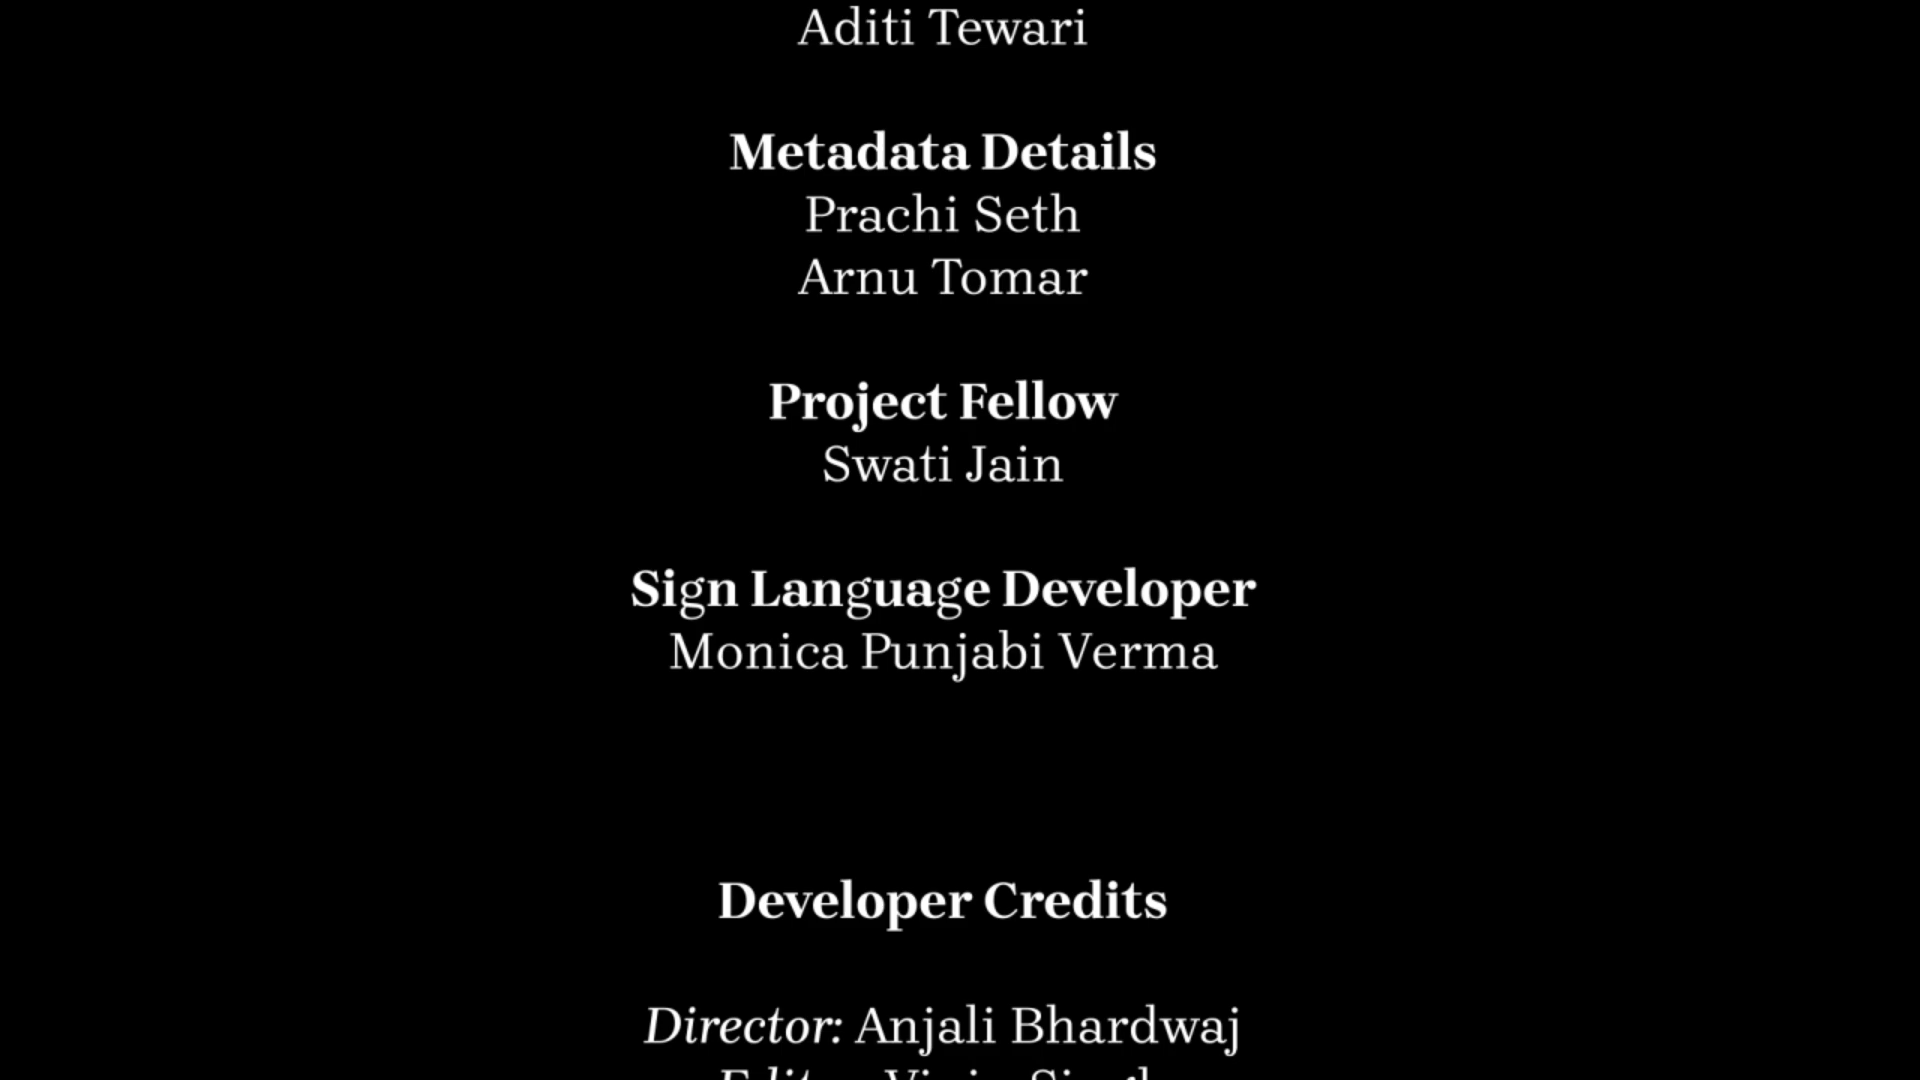 Aditi Tewari
Metadata Details
Prachi Seth
Arnu Tomar
Project Fellow
Swati Jain
Sign Language Developer
Monica Punjabi Verma
Developer Credits
Director: Anjali Bhardwaj